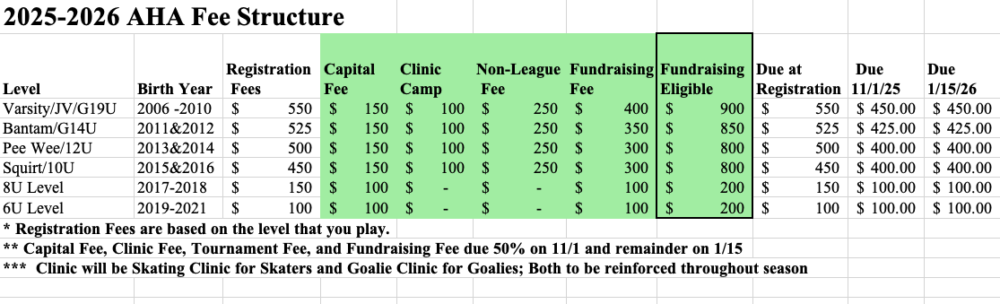 2025-2026 AHA Fee Structure
Registration Capital Clinic Non-League Fundraising Fundraising Due at Due Due
Level Birth Year Fees Fee Camp Fee Fee Eligible Registration 11/1/25 1/15/26
Varsity/JV/G19U 2006 -2010 $ 550 $ 150 $ 100 $ 250 $ 400 $ 900 $ 550 $ 450.00 $ 450.00
Bantam/G14U 2011&2012 $ 525 $ 150 $ 100 $ 250 $ 350 $ 850 $ 525 $ 425.00 $ 425.00
Pee Wee/12U 2013&2014 $ 500 $ 150 $ 100 $ 250 $ 300 $ 800 $ 500 $ 400.00 $ 400.00
Squirt/10U 2015&2016 $ 450 $ 150 $ 100 $ 250 $ 300 $ 800 $ 450 $ 400.00 $ 400.00
8U Level 2017-2018 $ 150 $ 100 $ - $ - $ 100 $ 200 $ 150 $ 100.00 $ 100.00
6U Level 2019-2021 $ 100 $ 100 $ - $ - $ 100 $ 200 $ 100 $ 100.00 $ 100.00
* Registration Fees are based on the level that you play.
** Capital Fee, Clinic Fee, Tournament Fee, and Fundraising Fee due 50% on 11/1 and remainder on 1/15
*** Clinic will be Skating Clinic for Skaters and Goalie Clinic for Goalies; Both to be reinforced throughout season